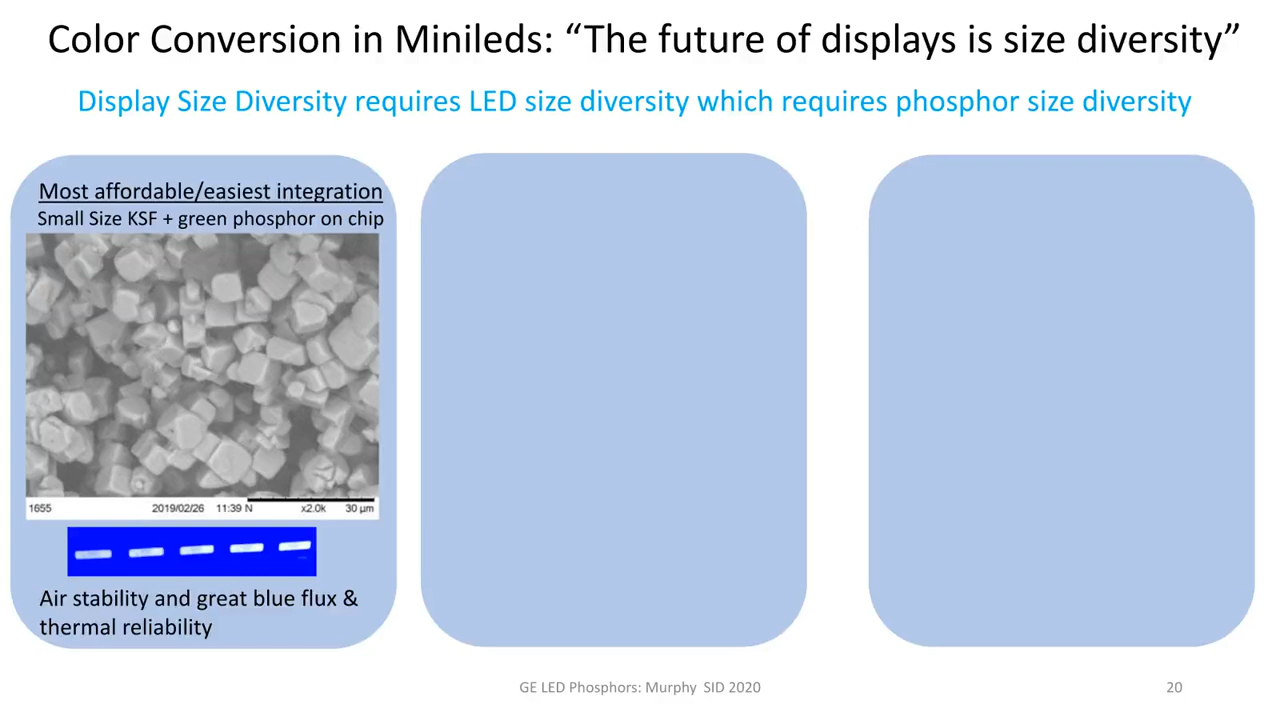 Color Conversion in Minileds: “The future of displays is size diversity”
Display Size Diversity requires LED size diversity which requires phosphor size diversity
Most affordable/easiest integration
Small Size KSF + green phosphor on chip
1655 2019/02/26 11:39 N x2.0k 30 µm
Air stability and great blue flux &
thermal reliability
GE LED Phosphors: Murphy SID 2020
20